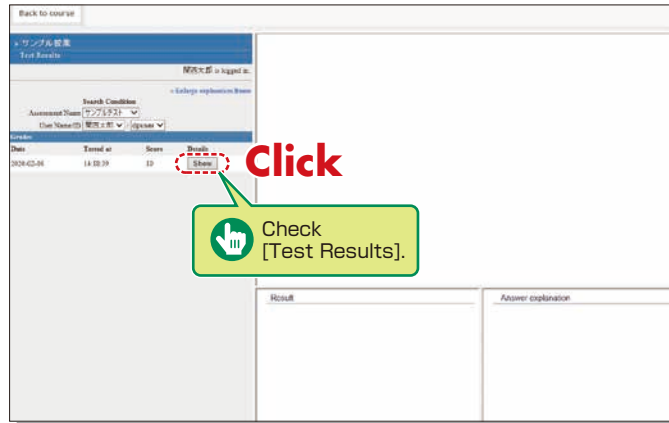 Back to course
» サンプル授業
Test Results
関西太郎 is logged in.
» Enlarge explanation frame
Search Condition
Assessment Name サンプルテスト
User Name/ID 関西太郎 /
Grades
Date Tested at Score Details
2020-02-06 10 Show
Click
Check
[Test Results].
Result Answer explanation